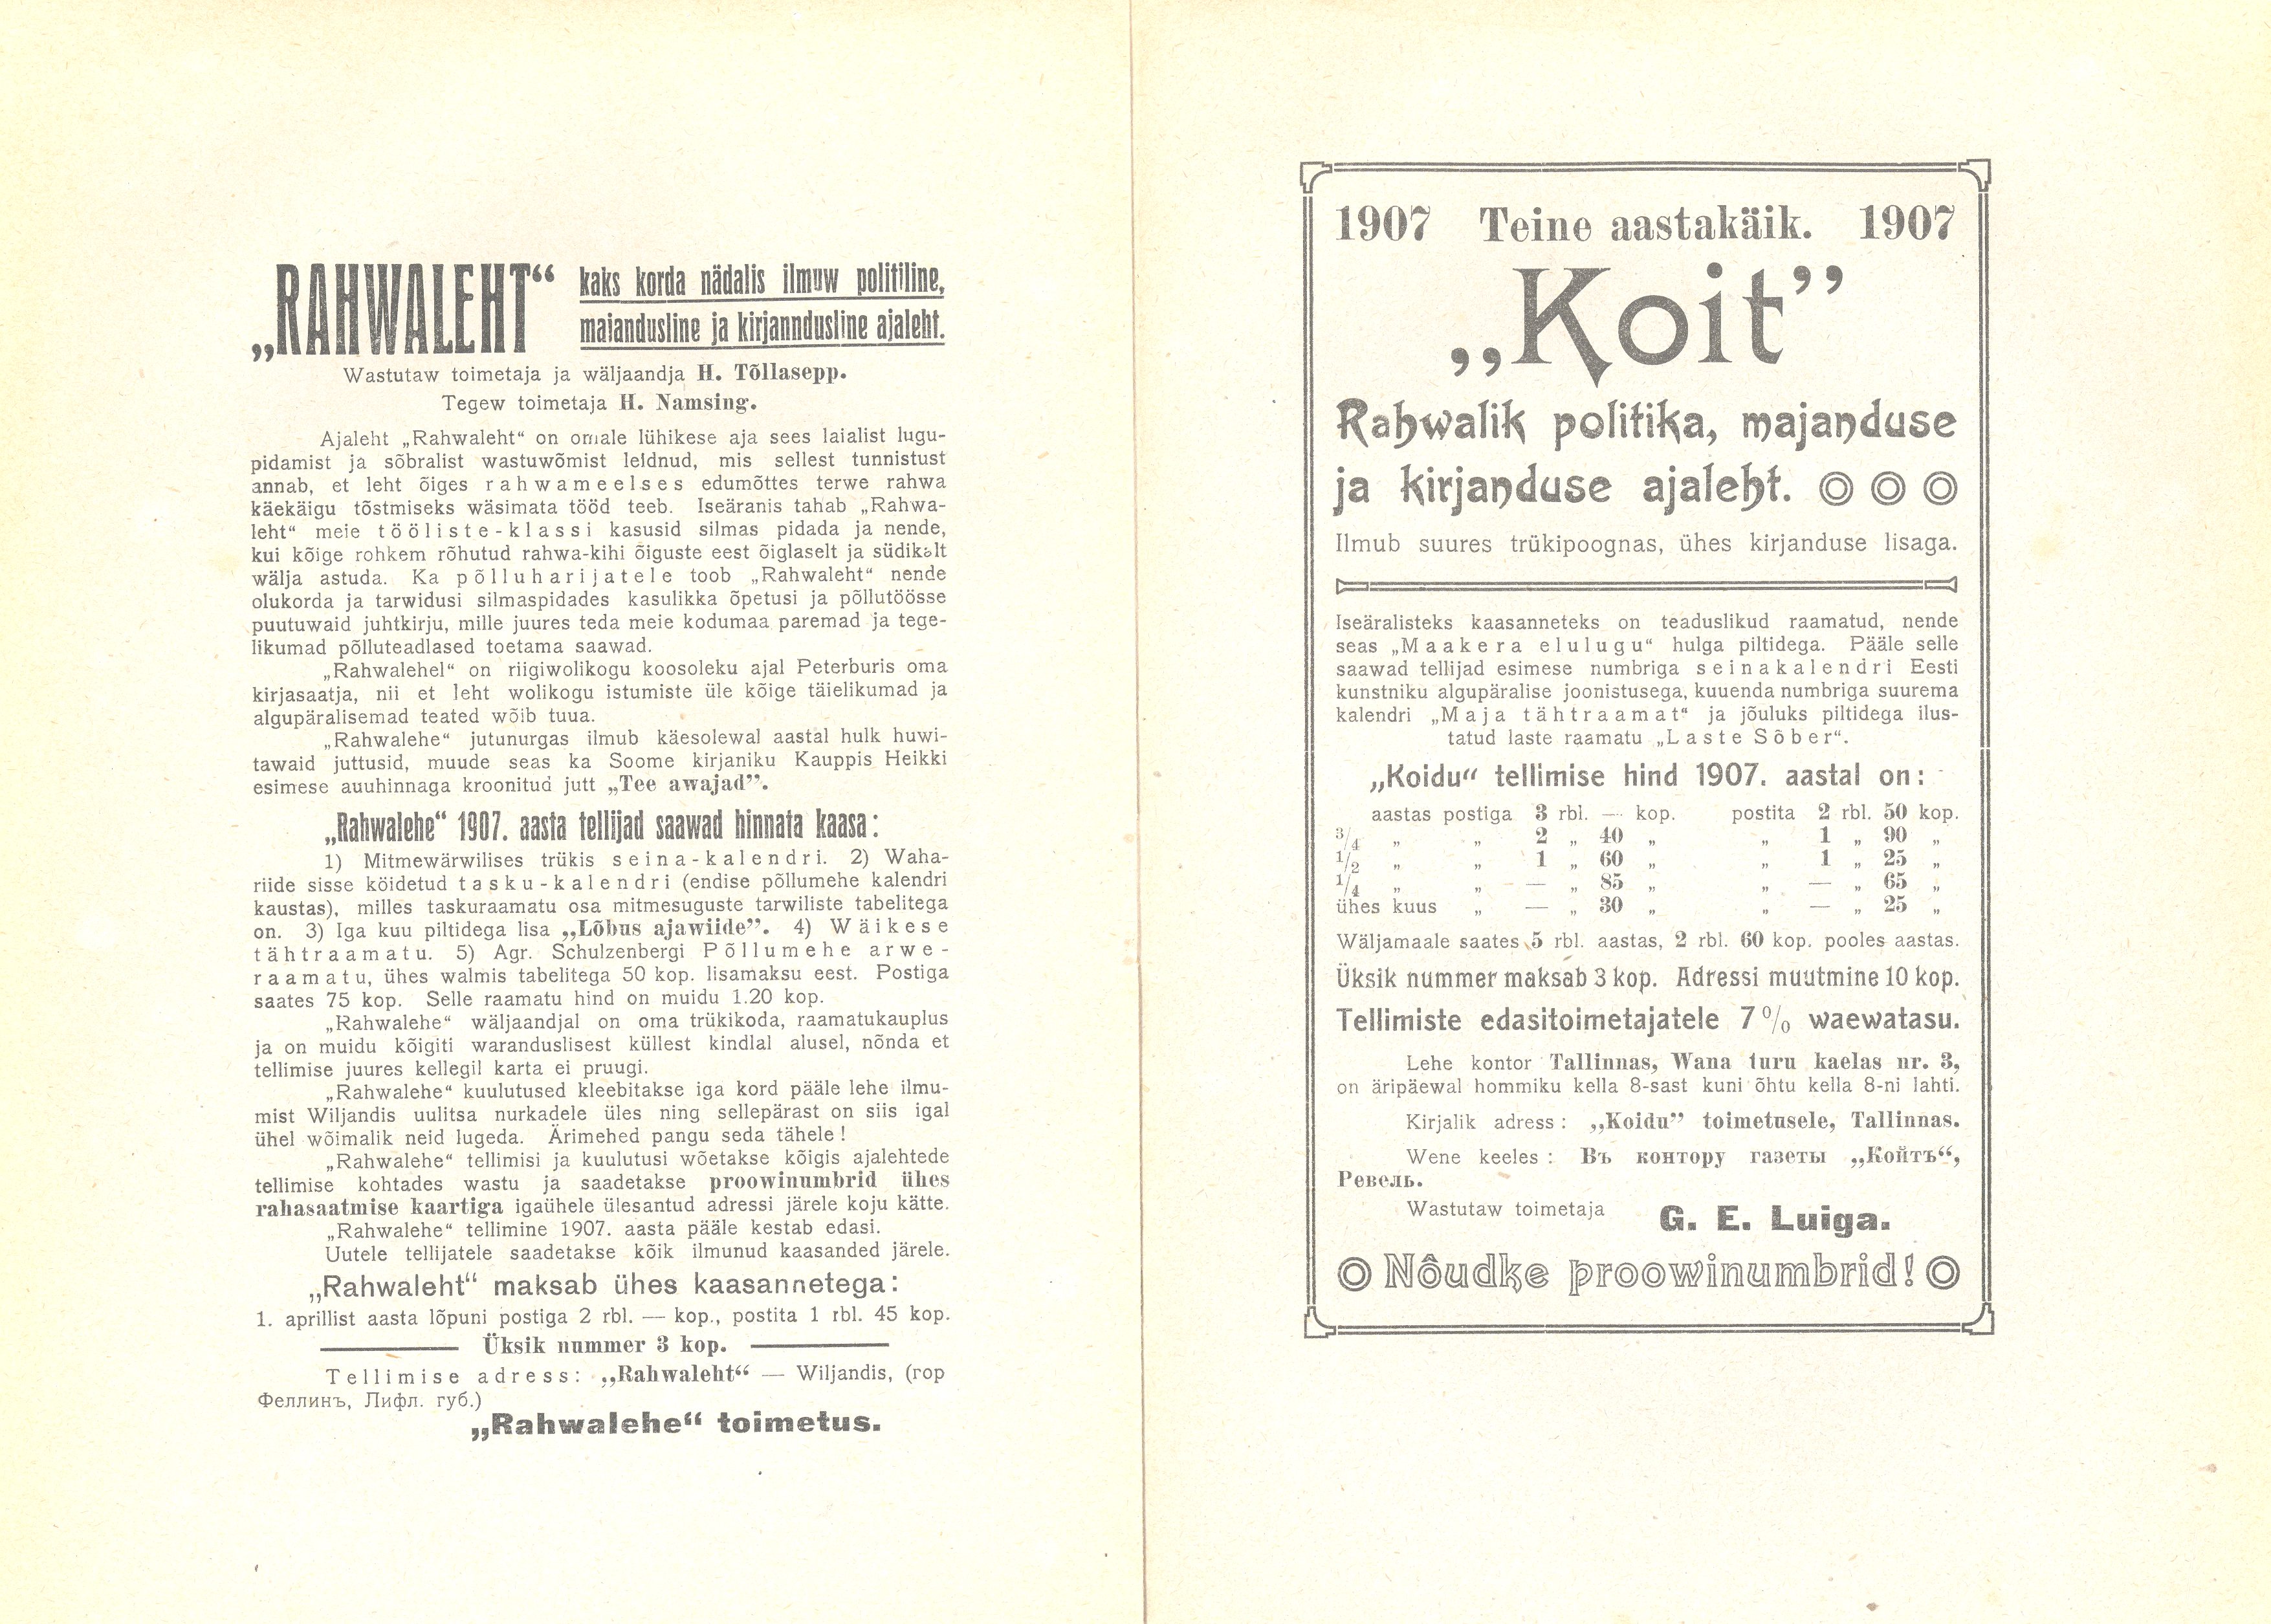 „RAHWALEHT“ kaks korda nädalis ilmuw politiline,
maiandusline ja kirjanndusline ajaleht.
Wastutaw toimetaja ja wäljaandja H. Tõllasepp.
Tegew toimetaja H. Namsing.
Ajaleht „Rahwaleht“ on omale lühikese aja sees laialist lugu-
pidamist ja sõbralist wastuwõmist leidnud, mis sellest tunnistust
annab, et leht õiges rahwameelses edumõttes terwe rahwa
käekäigu tõstmiseks wäsimata tööd teeb. Iseäranis tahab „Rahwa-
leht“ meie tööliste-klassi kasusid silmas pidada ja nende,
kui kõige rohkem rõhutud rahwa-kihi õiguste eest õiglaselt ja südikalt
wälja astuda. Ka põlluharijatele toob „Rahwaleht“ nende
olukorda ja tarwidusi silmaspidades kasulikka õpetusi ja põllutöösse
puutuwaid juhtkirju, mille juures teda meie kodumaa paremad ja tege-
likumad põlluteadlased toetama saawad.
„Rahwalehel“ on riigiwolikogu koosoleku ajal Peterburis oma
kirjasaatja, nii et leht wolikogu istumiste üle kõige täielikumad ja
algupäralisemad teated wõib tuua.
„Rahwalehe“ jutunurgas ilmub käesolewal aastal hulk huwi-
tawaid juttusid, muude seas ka Soome kirjaniku Kauppis Heikki
esimese auuhinnaga kroonitud jutt „Tee awajad”.
„Rahwalehe“ 1907. aasta tellijad saawad hinnata kaasa:
1) Mitmewärwilises trükis seina-kalendri. 2) Waha-
riide sisse köidetud tasku-kalendri (endise põllumehe kalendri
kaustas), milles taskuraamatu osa mitmesuguste tarwiliste tabelitega
on. 3) Iga kuu piltidega lisa „Lõbus ajawiide”. 4) Wäikese
tähtraamatu. 5) Agr. Schulzenbergi Põllumehe arwe-
raamatu, ühes walmis tabelitega 50 kop. lisamaksu eest. Postiga
saates 75 kop. Selle raamatu hind on muidu 1.20 kop.
„Rahwalehe“ wäljaandjal on oma trükikoda, raamatukauplus
ja on muidu kõigiti waranduslisest küllest kindlal alusel, nõnda et
tellimise juures kellegil karta ei pruugi.
„Rahwalehe“ kuulutused kleebitakse iga kord pääle lehe ilmu-
mist Wiljandis uulitsa nurkadele üles ning sellepärast on siis igal
ühel wõimalik neid lugeda. Ärimehed pangu seda tähele!
„Rahwalehe“ tellimisi ja kuulutusi wõetakse kõigis ajalehtede
tellimise kohtades wastu ja saadetakse proowinumbrid ühes
rahasaatmise kaartiga igaühele ülesantud adressi järele koju kätte.
„Rahwalehe“ tellimine 1907. aasta pääle kestab edasi.
Uutele tellijatele saadetakse kõik ilmunud kaasanded järele.
„Rahwaleht“ maksab ühes kaasannetega:
1. aprillist aasta lõpuni postiga 2 rbl. — kop., postita 1 rbl. 45 kop.
Üksik nummer 3 kop.
Tellimise adress: „Rahwaleht“ — Wiljandis, (гор
Феллинъ, Лифл. губ.)
„Rahwalehe“ toimetus.
1907 Teine aastakäik. 1907
„Koit”
Rahwalik politika, majanduse
ja kirjanduse ajaleht.
Ilmub suures trükipoognas, ühes kirjanduse lisaga.
Iseäralisteks kaasanneteks on teaduslikud raamatud, nende
seas „Maakera elulugu“ hulga piltidega. Pääle selle
saawad tellijad esimese numbriga seinakalendri Eesti
kunstniku algupäralise joonistusega, kuuenda numbriga suurema
kalendri „Maja tähtraamat“ ja jõuluks piltidega ilus-
tatud laste raamatu „Laste Sõber“.
„Koidu“ tellimise hind 1907. aastal on:
aastas postiga 3 rbl. — kop. postita 2 rbl. 50 kop.
3/4 „ „ 2 „ 40 „ „ 1 „ 90 „
1/2 „ „ 1 „ 60 „ „ 1 „ 25 „
1/4 „ „ — „ 85 „ „ — „ 65 „
ühes kuus „ — „ 30 „ „ — „ 25 „
Wäljamaale saates 5 rbl. aastas, 2 rbl. 60 kop. pooles aastas.
Üksik nummer maksab 3 kop. Adressi muutmine 10 kop.
Tellimiste edasitoimetajatele 7 % waewatasu.
Lehe kontor Tallinnas, Wana turu kaelas nr. 3,
on äripäewal hommiku kella 8-sast kuni õhtu kella 8-ni lahti.
Kirjalik adress: „Koidu” toimetusele, Tallinnas.
Wene keeles: Въ контору газеты „Койтъ“,
Ревель.
Wastutaw toimetaja G. E. Luiga.
Nôudke proowinumbrid!